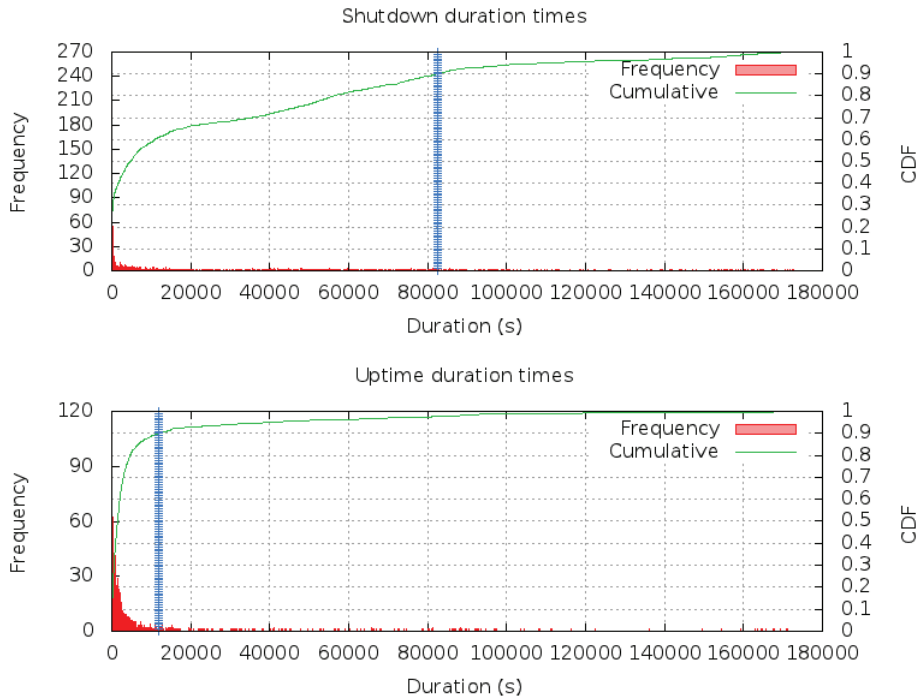 Shutdown duration times
270 1
240 0.9
210 0.8
180 0.7
150 0.6
120 0.5
90 0.4
60 0.3
30 0.2
0 0.1
0
Frequency
Cumulative
Frequency
CDF
0 20000 40000 60000 80000 100000 120000 140000 160000 180000
Duration (s)
Uptime duration times
120 1
90 0.9
60 0.8
30 0.7
0 0.6
0.5
0.4
0.3
0.2
0.1
0
Frequency
Cumulative
Frequency
CDF
0 20000 40000 60000 80000 100000 120000 140000 160000 180000
Duration (s)